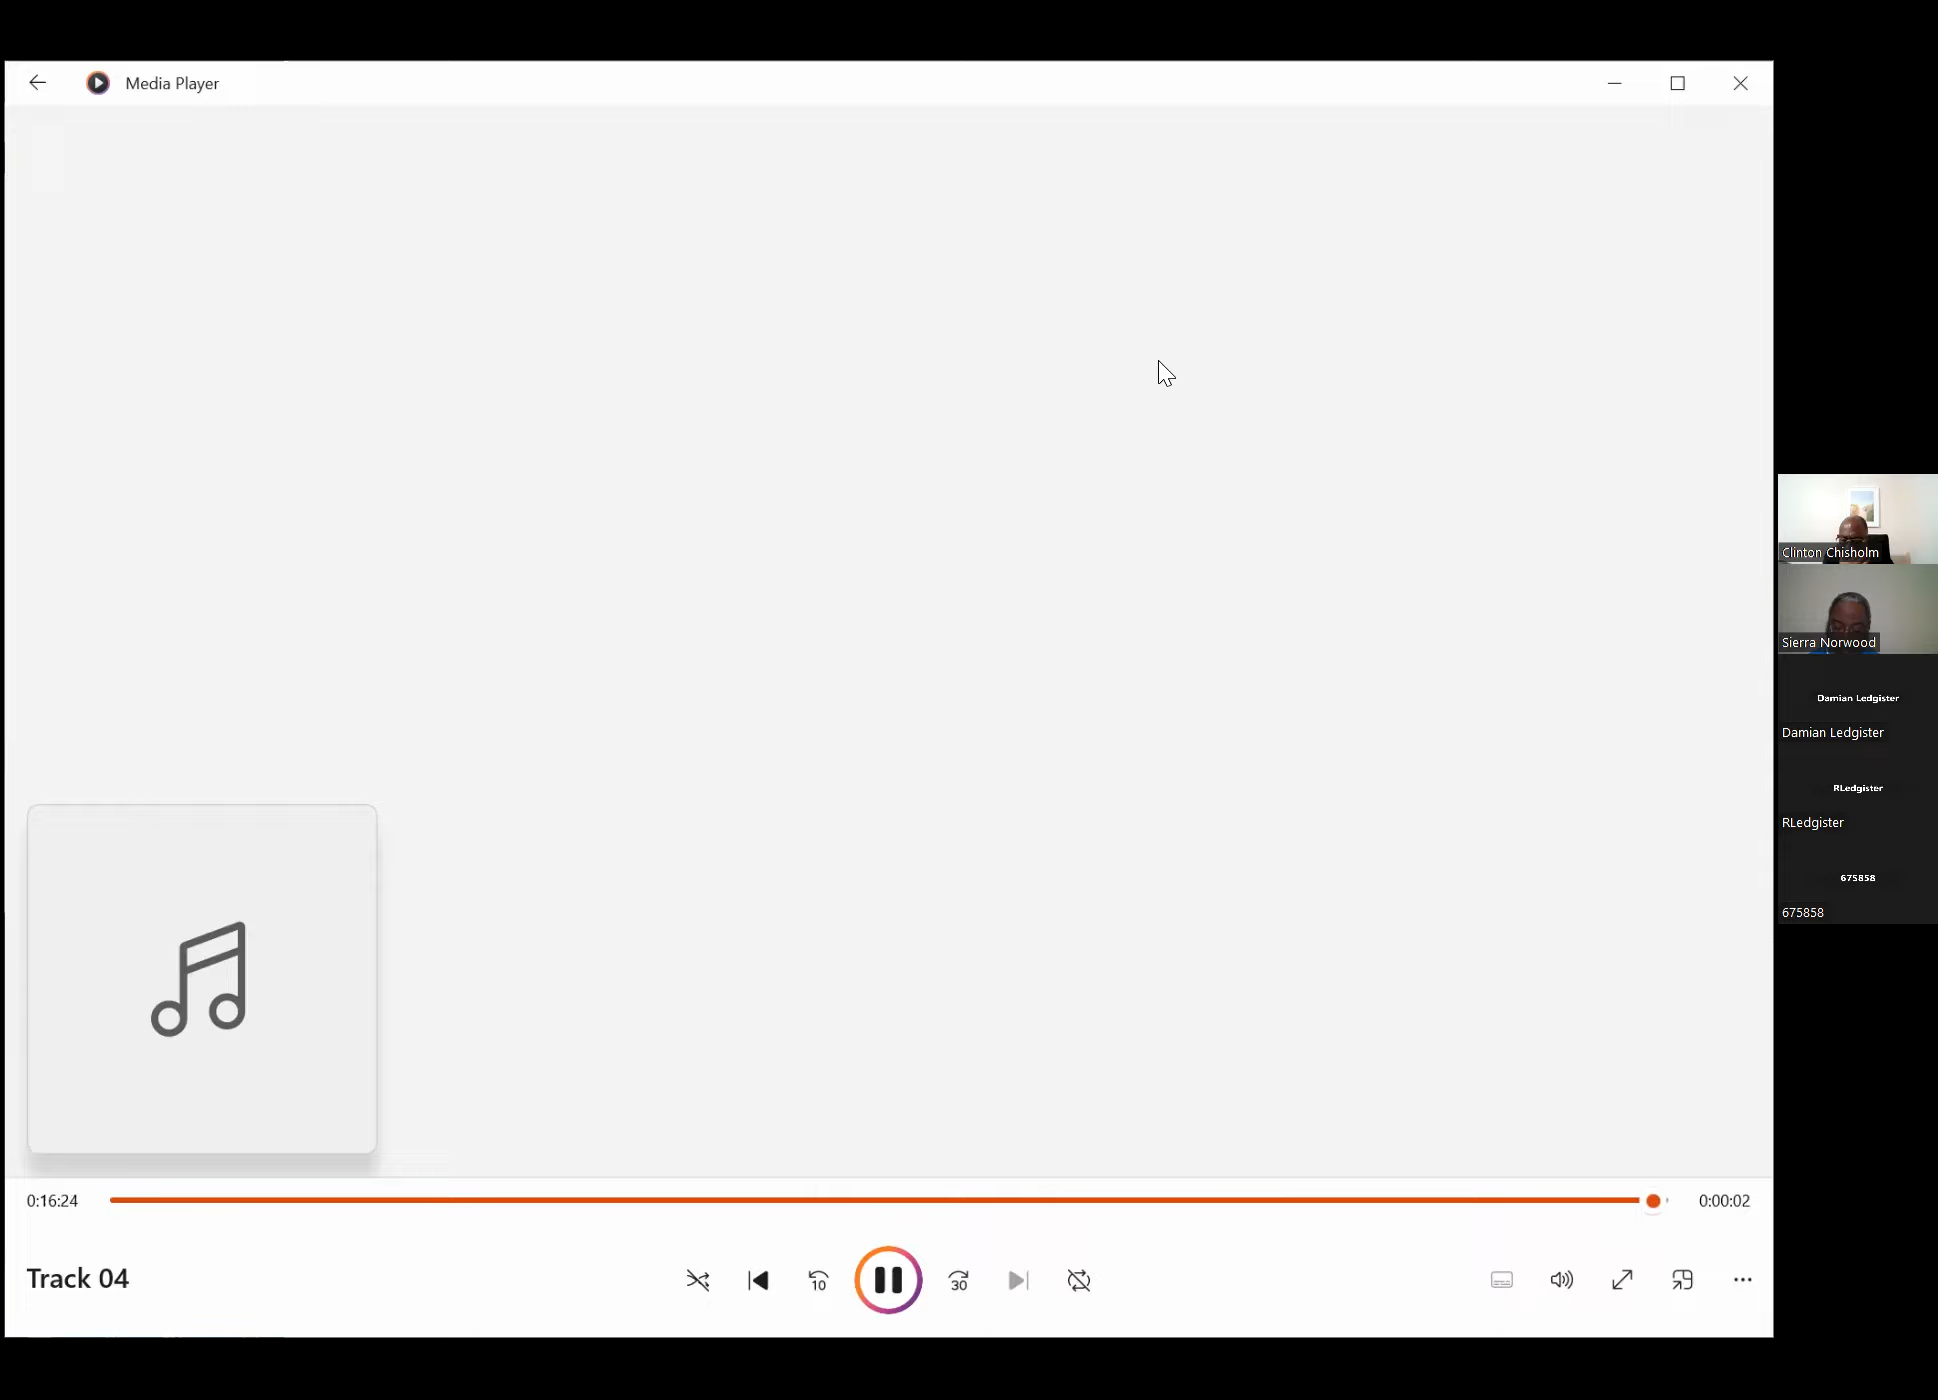 Media Player
Clinton Chisholm
Sierra Norwood
Damian Ledgister
Damian Ledgister
RLedgister
RLedgister
675858
675858
0:16:24
0:00:02
Track 04
10
30